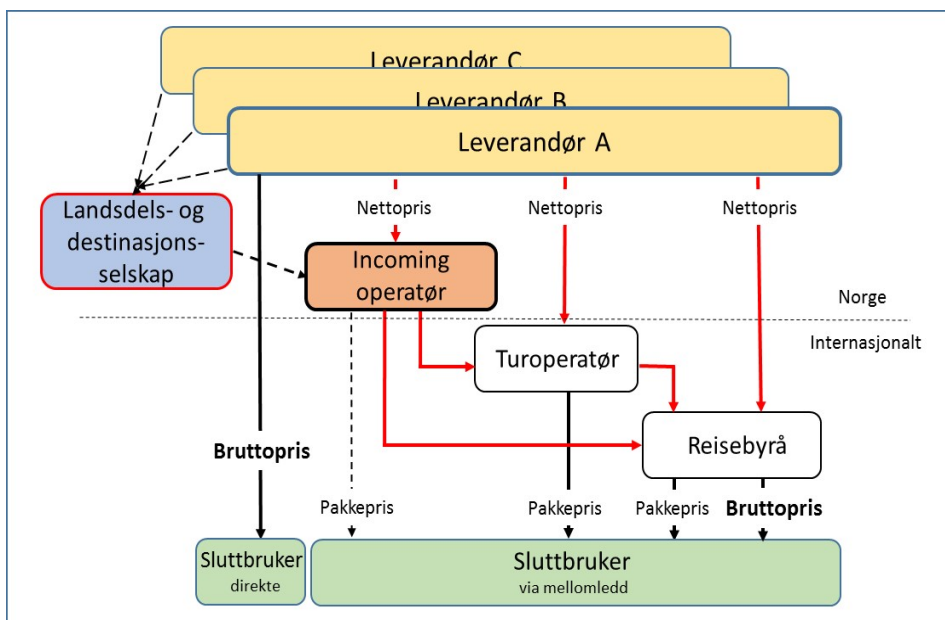 Leverandør C
Leverandør B
Leverandør A
Landsdels- og
destinasjons-
selskap
Nettopris
Nettopris
Nettopris
Incoming
operatør
Norge
Internasjonalt
Turoperatør
Reisebyrå
Bruttopris
Pakkepris
Pakkepris
Pakkepris
Bruttopris
Sluttbruker
direkte
Sluttbruker
via mellomledd